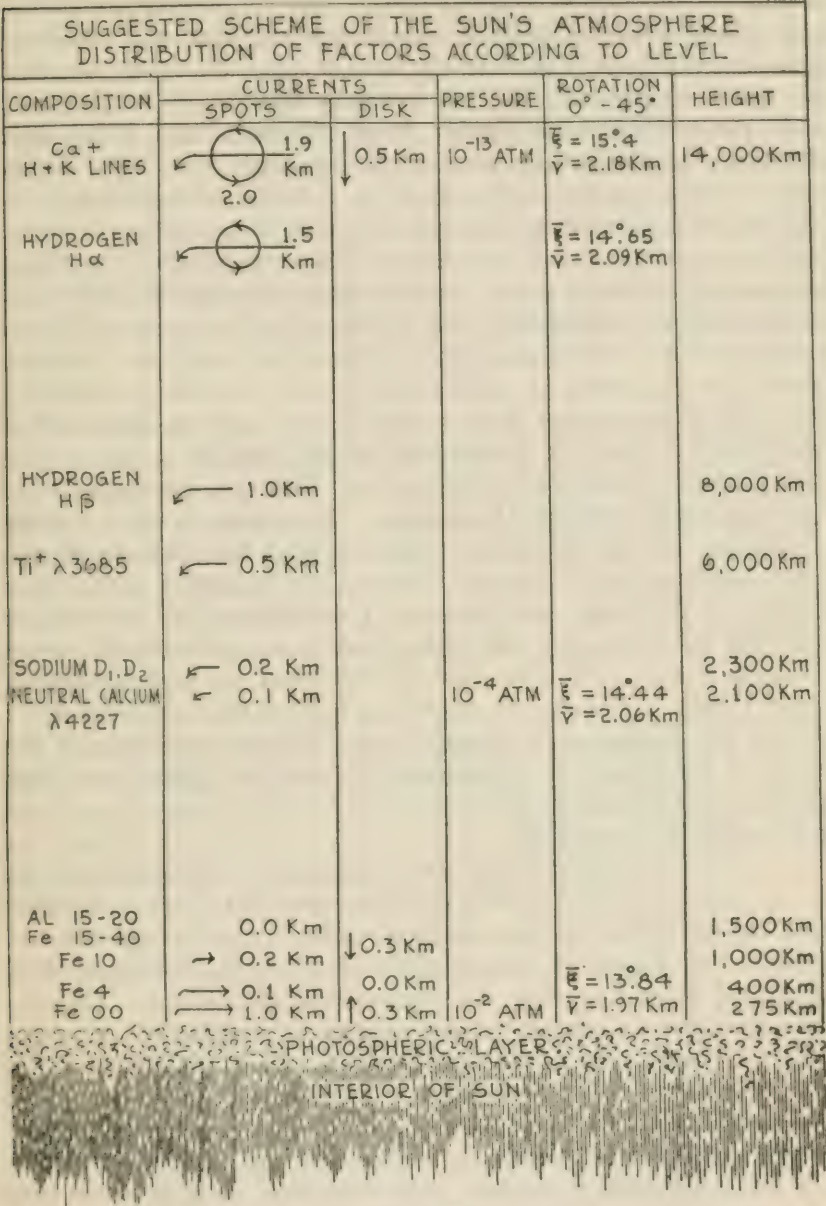 SUGGESTED SCHEME OF THE SUN'S ATMOSPHERE
DISTRIBUTION OF FACTORS ACCORDING TO LEVEL
COMPOSITION
CURRENTS
SPOTS
DISK
PRESSURE
ROTATION
0° - 45°
HEIGHT
Ca +
H + K LINES
1.9
Km
2.0
0.5 Km
10⁻¹³ ATM
ξ̄ = 15°.4
v̄ = 2.18 Km
14,000 Km
HYDROGEN
H α
1.5
Km
ξ̄ = 14°.65
v̄ = 2.09 Km
HYDROGEN
H β
1.0 Km
8,000 Km
Ti⁺ λ 3685
0.5 Km
6,000 Km
SODIUM D₁,D₂
0.2 Km
2,300 Km
NEUTRAL CALCIUM
λ 4227
0.1 Km
10⁻⁴ ATM
ξ̄ = 14°.44
v̄ = 2.06 Km
2.100 Km
AL 15-20
Fe 15-40
0.0 Km
1,500 Km
Fe 10
0.2 Km
0.3 Km
1,000 Km
Fe 4
0.1 Km
0.0 Km
ξ̄ = 13°.84
400 Km
Fe 00
1.0 Km
0.3 Km
10⁻² ATM
v̄ = 1.97 Km
275 Km
PHOTOSPHERIC LAYER
INTERIOR OF SUN